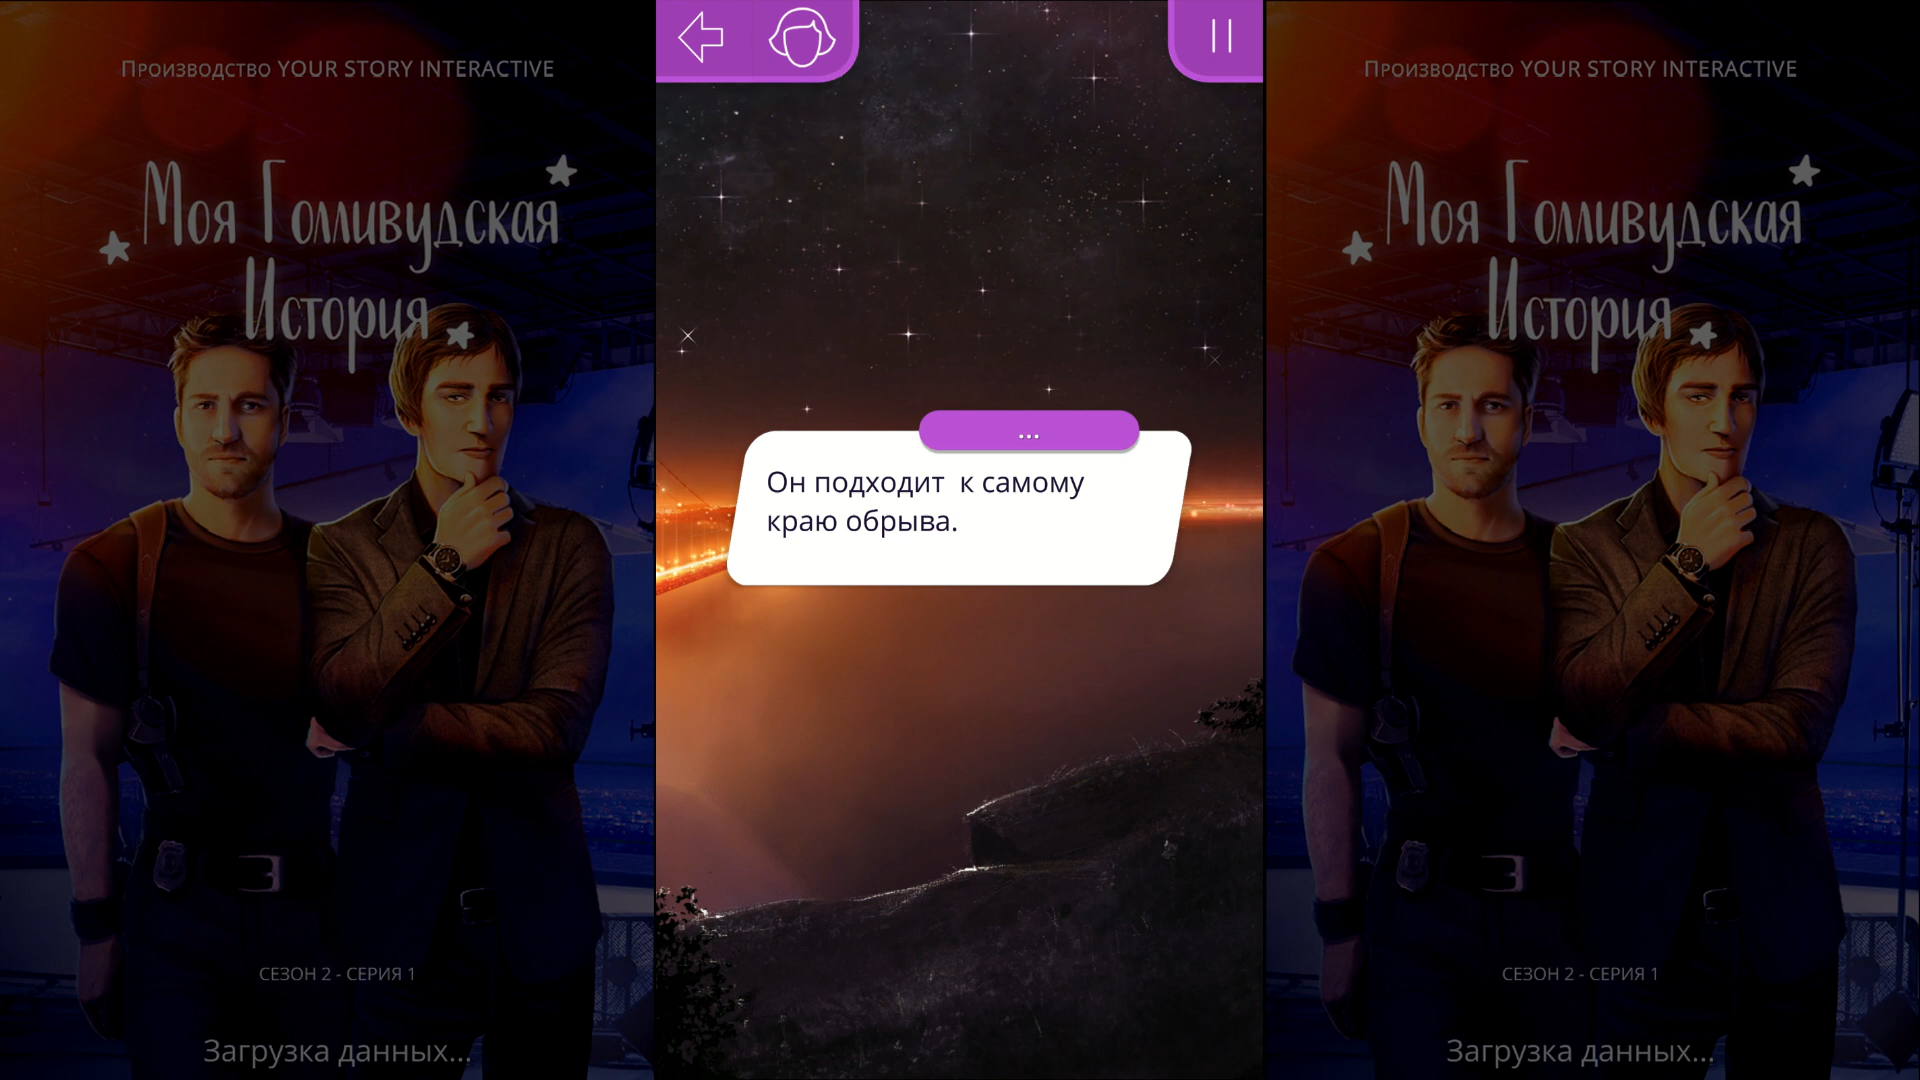 Производство YOUR STORY INTERACTIVE
Моя Голливудская
История
СЕЗОН 2 - СЕРИЯ 1
Загрузка данных...
...
Он подходит  к самому
краю обрыва.
Производство YOUR STORY INTERACTIVE
Моя Голливудская
История
СЕЗОН 2 - СЕРИЯ 1
Загрузка данных...